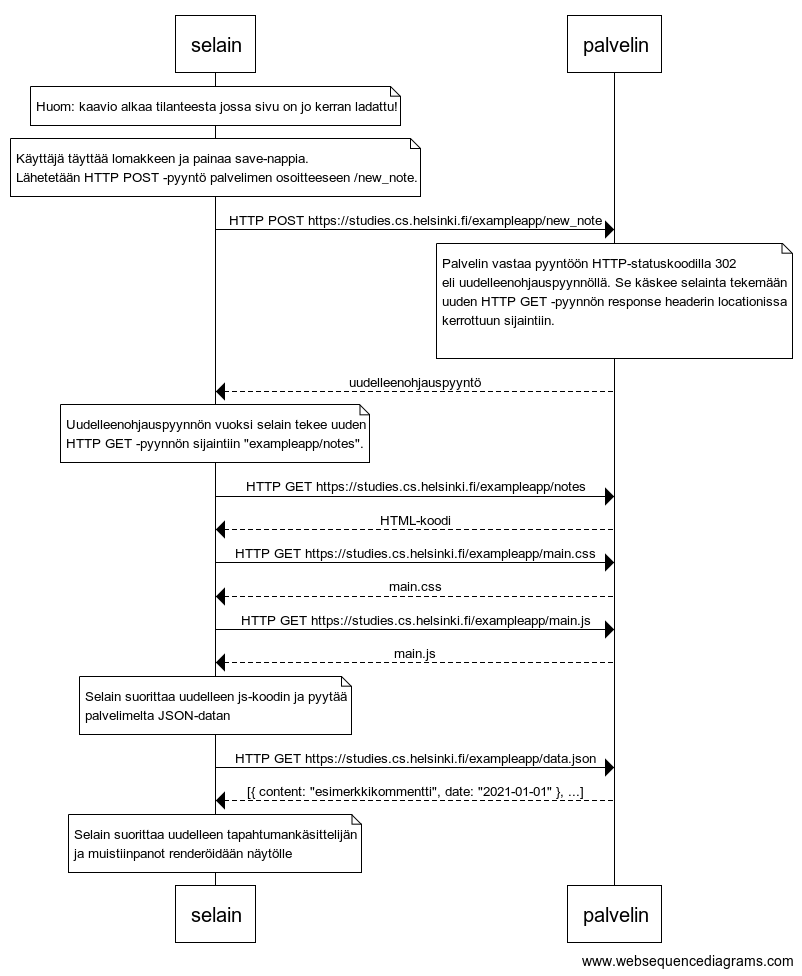 selain
palvelin
Huom: kaavio alkaa tilanteesta jossa sivu on jo kerran ladattu!
Käyttäjä täyttää lomakkeen ja painaa save-nappia.
Lähetetään HTTP POST -pyyntö palvelimen osoitteeseen /new_note.
HTTP POST https://studies.cs.helsinki.fi/exampleapp/new_note
Palvelin vastaa pyyntöön HTTP-statuskoodilla 302
eli uudelleenohjauspyynnöllä. Se käskee selainta tekemään
uuden HTTP GET -pyynnön response headerin locationissa
kerrottuun sijaintiin.
uudelleenohjauspyyntö
Uudelleenohjauspyynnön vuoksi selain tekee uuden
HTTP GET -pyynnön sijaintiin "exampleapp/notes".
HTTP GET https://studies.cs.helsinki.fi/exampleapp/notes
HTML-koodi
HTTP GET https://studies.cs.helsinki.fi/exampleapp/main.css
main.css
HTTP GET https://studies.cs.helsinki.fi/exampleapp/main.js
main.js
Selain suorittaa uudelleen js-koodin ja pyytää
palvelimelta JSON-datan
HTTP GET https://studies.cs.helsinki.fi/exampleapp/data.json
[{ content: "esimerkkikommentti", date: "2021-01-01" }, ...]
Selain suorittaa uudelleen tapahtumankäsittelijän
ja muistiinpanot renderöidään näytölle
selain
palvelin
www.websequencediagrams.com